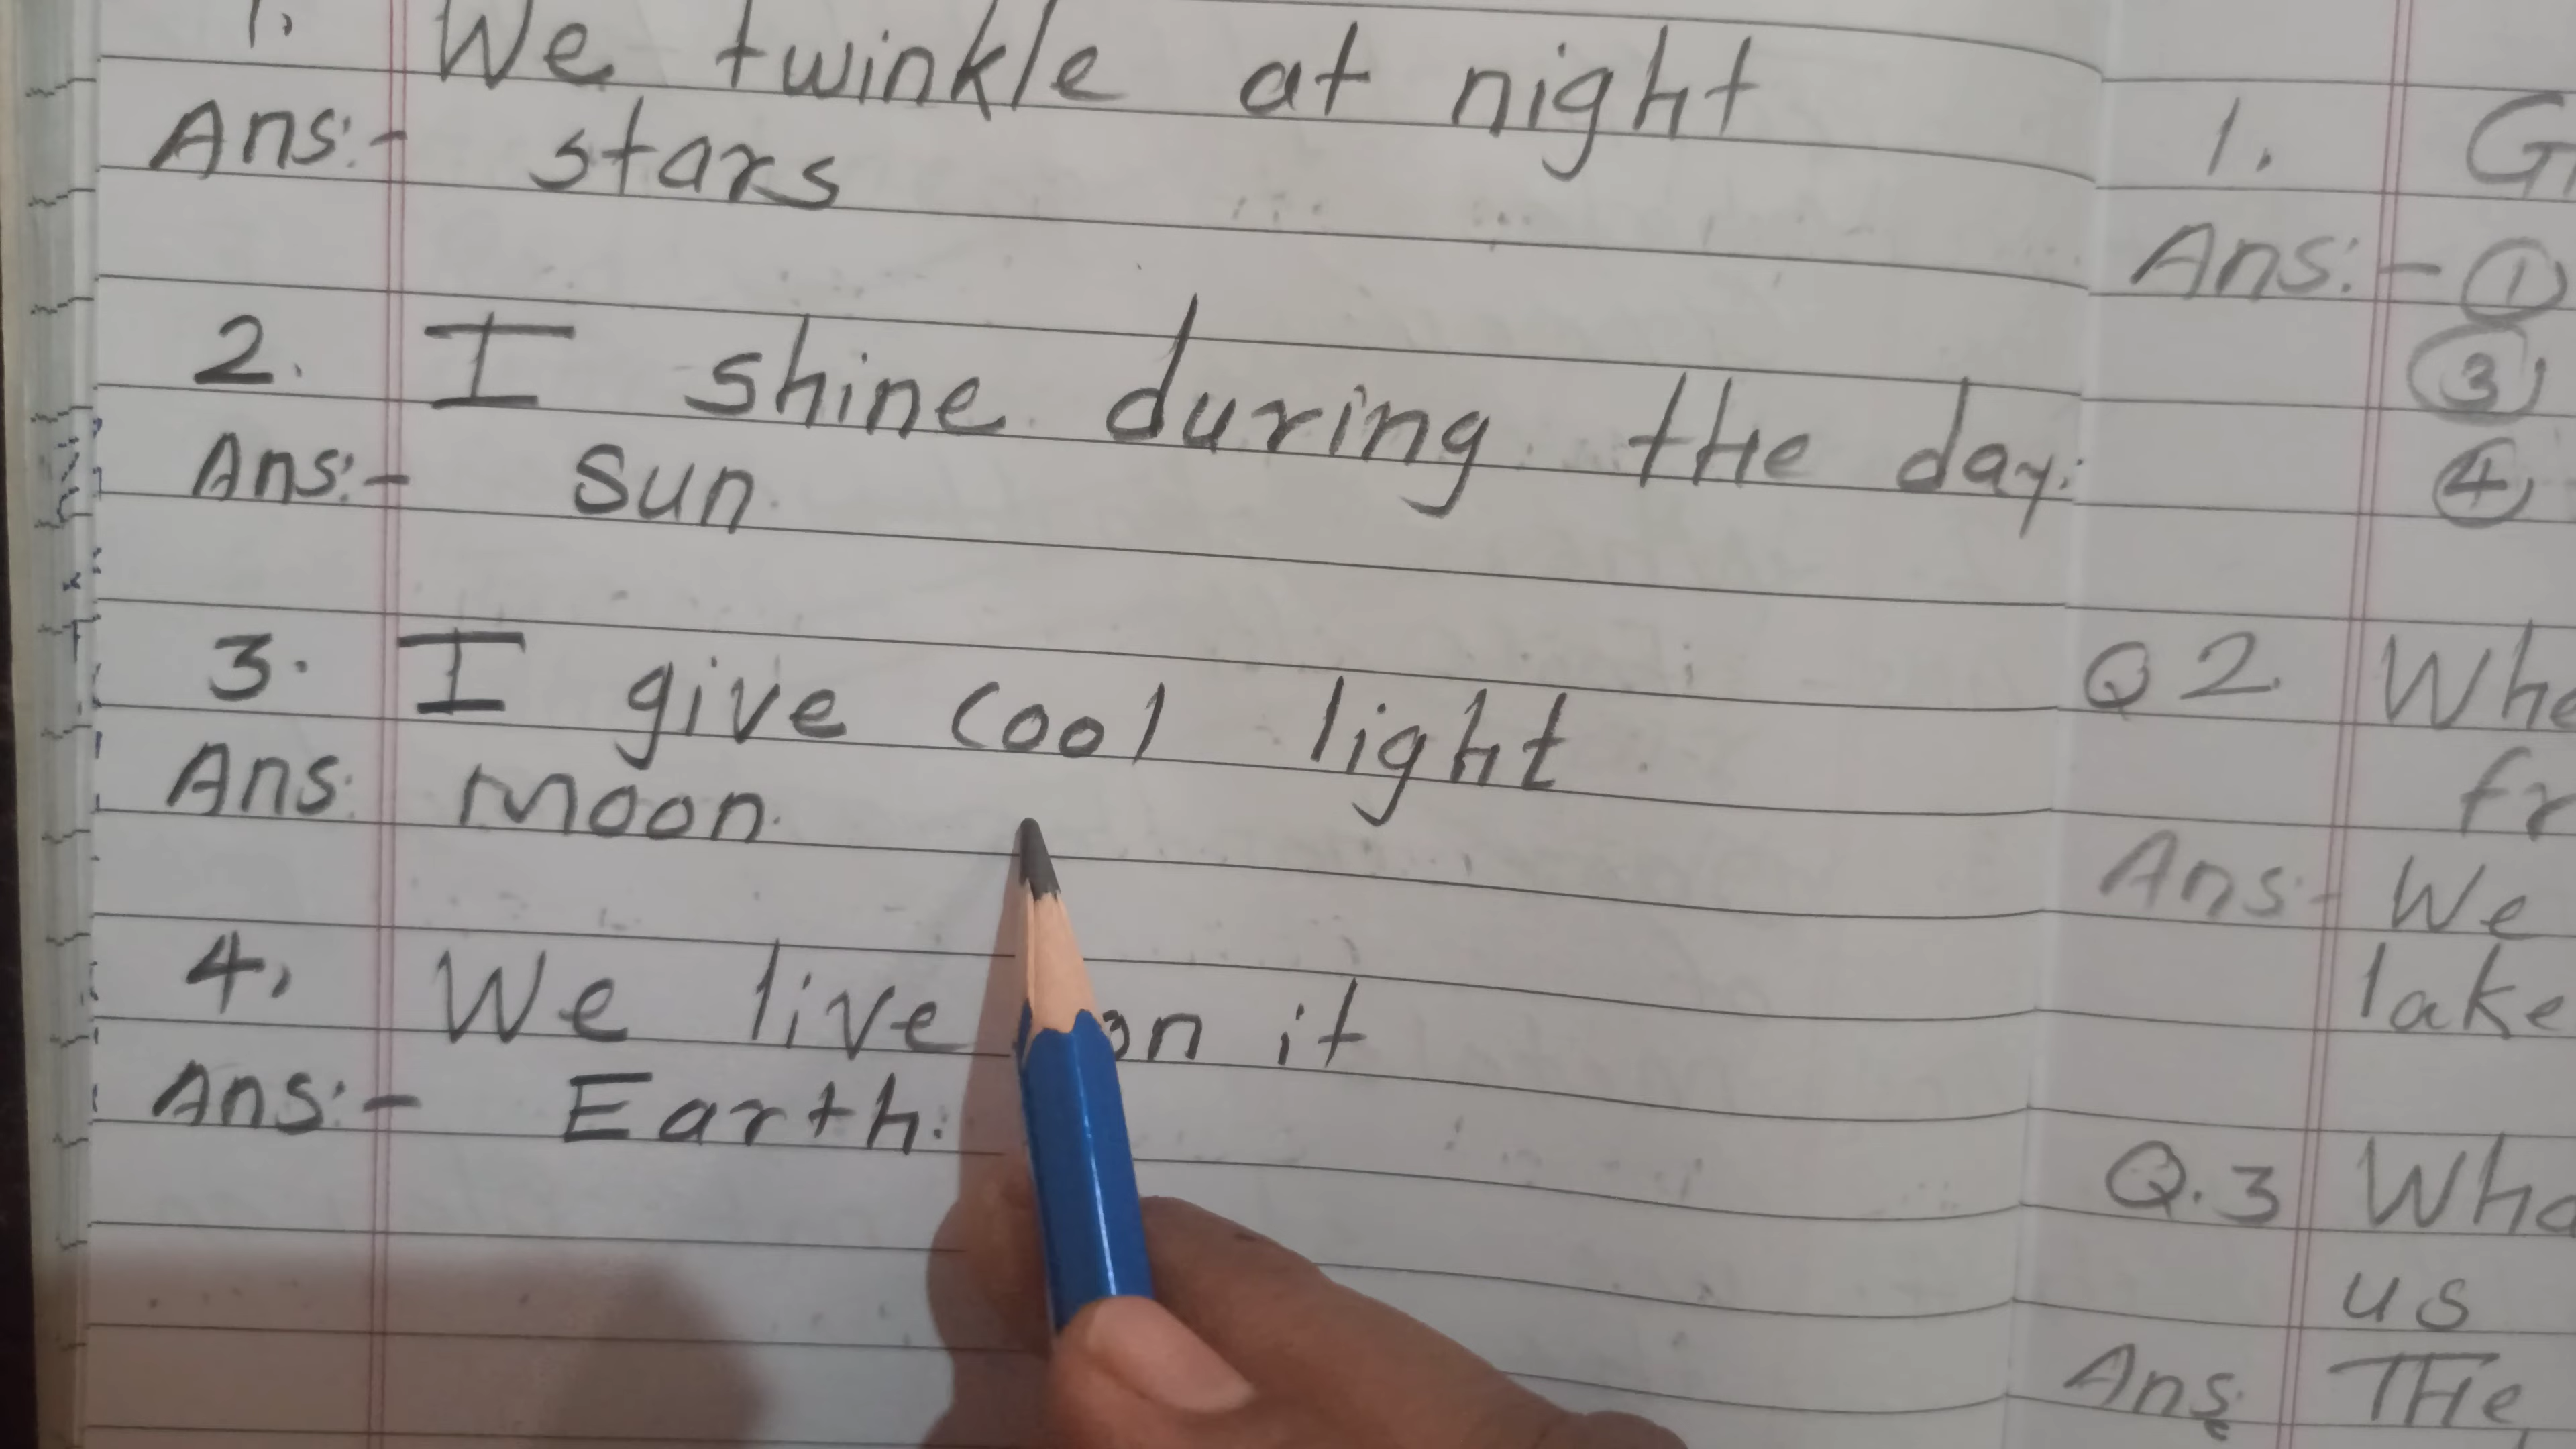 1. We twinkle at night
Ans:- stars
2. I shine during the day.
Ans:- sun.
3. I give cool light.
Ans. moon.
4. We live on it
Ans:- Earth.
1.
Ans:- ①
③
④
Q2.
Ans:- We
lake
Q.3
us
Ans. THe